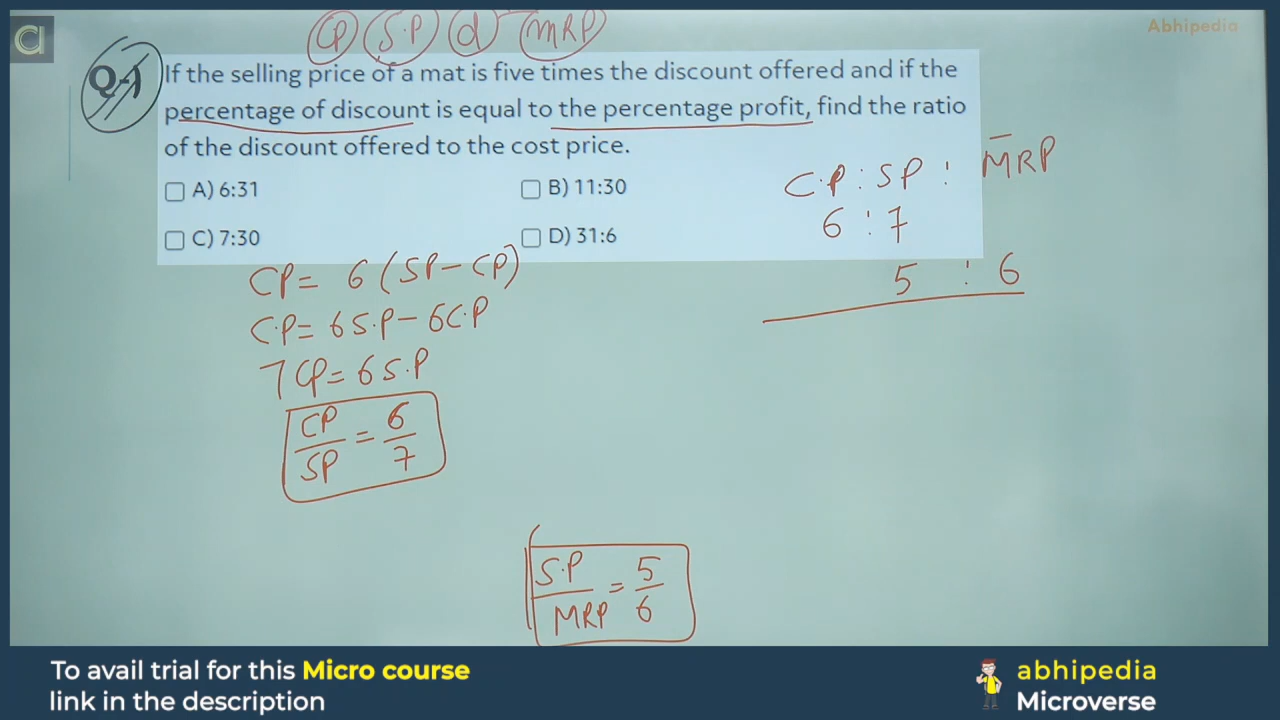 CP S.P d MRP
Abhipedia
Q-1 If the selling price of a mat is five times the discount offered and if the
percentage of discount is equal to the percentage profit, find the ratio
of the discount offered to the cost price.
A) 6:31
B) 11:30
C) 7:30
D) 31:6
C.P : SP : MRP
6 : 7
5 : 6
CP = 6 (SP - CP)
C.P = 6 S.P - 6 C.P
7 CP = 6 S.P
CP/SP = 6/7
S.P/MRP = 5/6
To avail trial for this Micro course
link in the description
abhipedia
Microverse